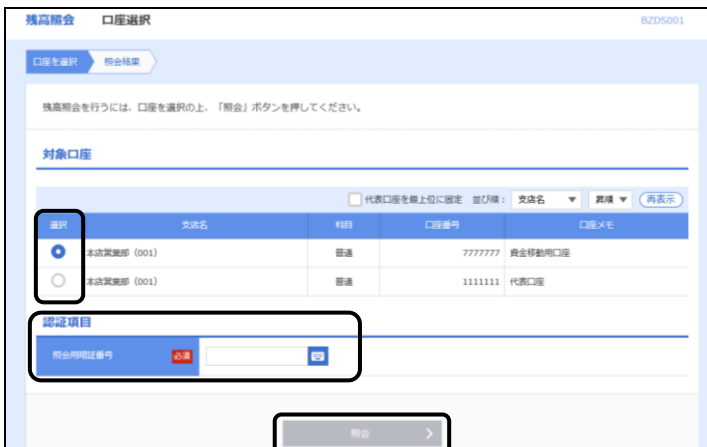 残高照会 口座選択 BZDS001
口座を選択 照会結果
残高照会を行うには、口座を選択の上、「照会」ボタンを押してください。
対象口座
代表口座を最上位に固定 並び順： 支店名 ▼ 昇順 ▼ 再表示
選択 支店名 科目 口座番号 口座メモ
本店営業部（001） 普通 7777777 資金移動用口座
本店営業部（001） 普通 1111111 代表口座
認証項目
照会用暗証番号 必須
照会